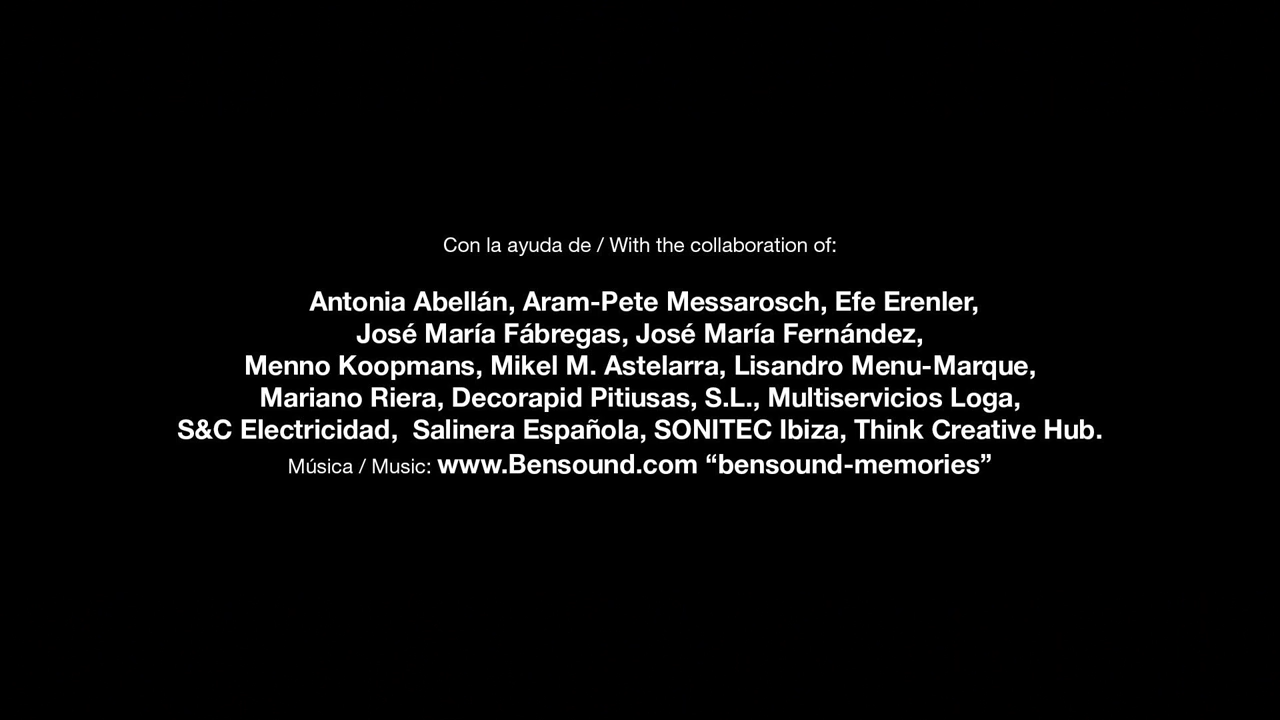 Con la ayuda de / With the collaboration of:
Antonia Abellán, Aram-Pete Messarosch, Efe Erenler,
José María Fábregas, José María Fernández,
Menno Koopmans, Mikel M. Astelarra, Lisandro Menu-Marque,
Mariano Riera, Decorapid Pitiusas, S.L., Multiservicios Loga,
S&C Electricidad,  Salinera Española, SONITEC Ibiza, Think Creative Hub.
Música / Music: www.Bensound.com “bensound-memories”